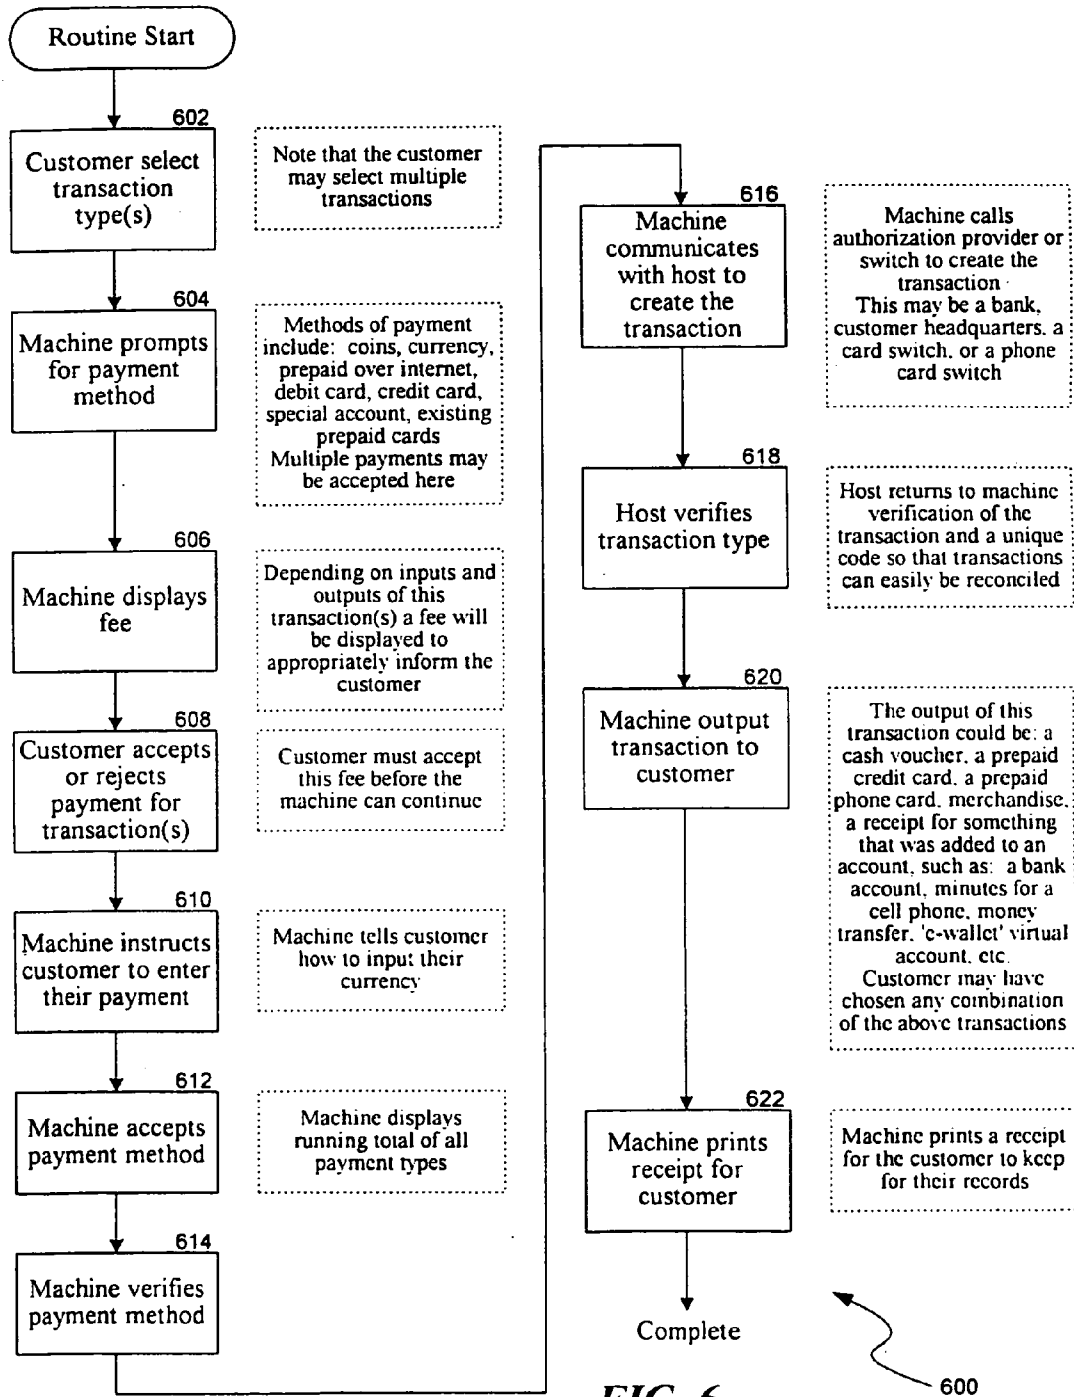 Routine Start
602
Customer select
transaction
type(s)
Note that the customer
may select multiple
transactions
604
Machine prompts
for payment
method
Methods of payment
include: coins, currency,
prepaid over internet,
debit card, credit card,
special account, existing
prepaid cards
Multiple payments may
be accepted here
606
Machine displays
fee
Depending on inputs and
outputs of this
transaction(s) a fee will
be displayed to
appropriately inform the
customer
608
Customer accepts
or rejects
payment for
transaction(s)
Customer must accept
this fee before the
machine can continue
610
Machine instructs
customer to enter
their payment
Machine tells customer
how to input their
currency
612
Machine accepts
payment method
Machine displays
running total of all
payment types
614
Machine verifies
payment method
616
Machine
communicates
with host to
create the
transaction
Machine calls
authorization provider or
switch to create the
transaction
This may be a bank,
customer headquarters, a
card switch, or a phone
card switch
618
Host verifies
transaction type
Host returns to machine
verification of the
transaction and a unique
code so that transactions
can easily be reconciled
620
Machine output
transaction to
customer
The output of this
transaction could be: a
cash voucher, a prepaid
credit card, a prepaid
phone card, merchandise,
a receipt for something
that was added to an
account, such as: a bank
account, minutes for a
cell phone, money
transfer, 'e-wallet' virtual
account, etc.
Customer may have
chosen any combination
of the above transactions
622
Machine prints
receipt for
customer
Machine prints a receipt
for the customer to keep
for their records
Complete
600
FIG. 6